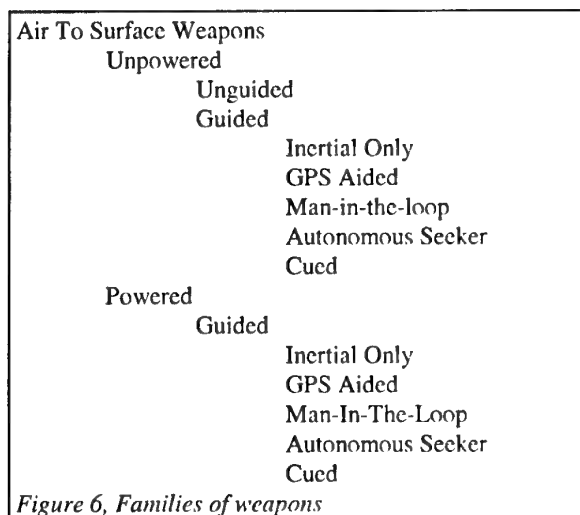 Air To Surface Weapons
Unpowered
Unguided
Guided
Inertial Only
GPS Aided
Man-in-the-loop
Autonomous Seeker
Cued
Powered
Guided
Inertial Only
GPS Aided
Man-In-The-Loop
Autonomous Seeker
Cued
Figure 6, Families of weapons